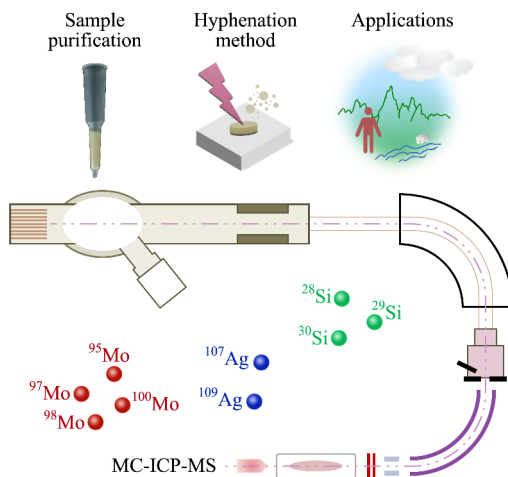 Sample
purification
Hyphenation
method
Applications
²⁸Si
²⁹Si
³⁰Si
⁹⁵Mo
¹⁰⁷Ag
⁹⁷Mo
¹⁰⁰Mo
¹⁰⁹Ag
⁹⁸Mo
MC-ICP-MS